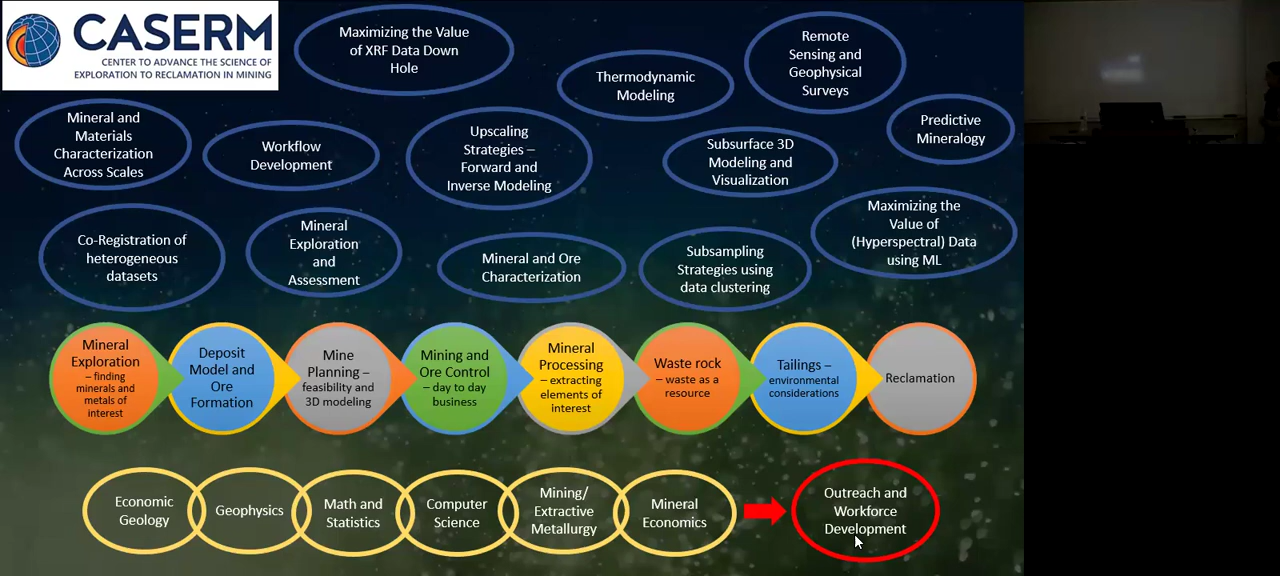 CASERM
CENTER TO ADVANCE THE SCIENCE OF
EXPLORATION TO RECLAMATION IN MINING
Maximizing the Value
of XRF Data Down
Hole
Thermodynamic
Modeling
Remote
Sensing and
Geophysical
Surveys
Mineral and
Materials
Characterization
Across Scales
Workflow
Development
Upscaling
Strategies –
Forward and
Inverse Modeling
Subsurface 3D
Modeling and
Visualization
Predictive
Mineralogy
Co-Registration of
heterogeneous
datasets
Mineral
Exploration
and
Assessment
Mineral and Ore
Characterization
Subsampling
Strategies using
data clustering
Maximizing the
Value of
(Hyperspectral) Data
using ML
Mineral
Exploration
– finding
minerals and
metals of
interest
Deposit
Model and
Ore
Formation
Mine
Planning –
feasibility and
3D modeling
Mining and
Ore Control
– day to day
business
Mineral
Processing
– extracting
elements of
interest
Waste rock
– waste as a
resource
Tailings –
environmental
considerations
Reclamation
Economic
Geology
Geophysics
Math and
Statistics
Computer
Science
Mining/
Extractive
Metallurgy
Mineral
Economics
Outreach and
Workforce
Development